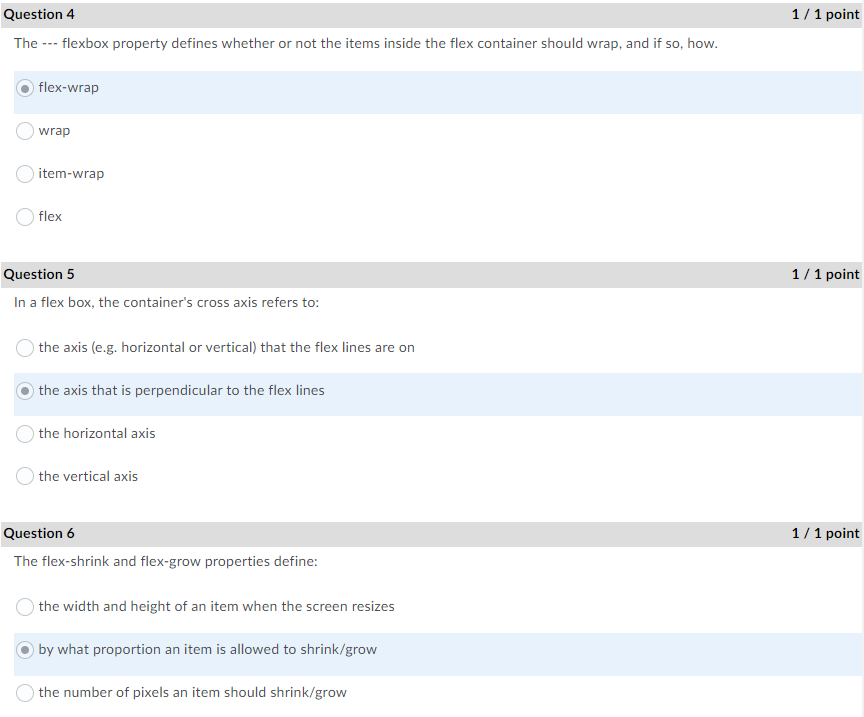 Question 4 1 / 1 point
The --- flexbox property defines whether or not the items inside the flex container should wrap, and if so, how.
flex-wrap
wrap
item-wrap
flex
Question 5 1 / 1 point
In a flex box, the container's cross axis refers to:
the axis (e.g. horizontal or vertical) that the flex lines are on
the axis that is perpendicular to the flex lines
the horizontal axis
the vertical axis
Question 6 1 / 1 point
The flex-shrink and flex-grow properties define:
the width and height of an item when the screen resizes
by what proportion an item is allowed to shrink/grow
the number of pixels an item should shrink/grow